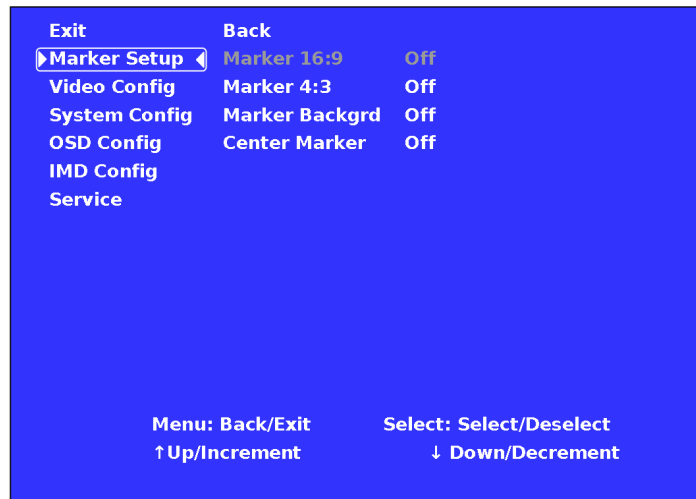 Exit Back
Marker Setup Marker 16:9 Off
Video Config Marker 4:3 Off
System Config Marker Backgrd Off
OSD Config Center Marker Off
IMD Config
Service
Menu: Back/Exit Select: Select/Deselect
↑Up/Increment ↓ Down/Decrement